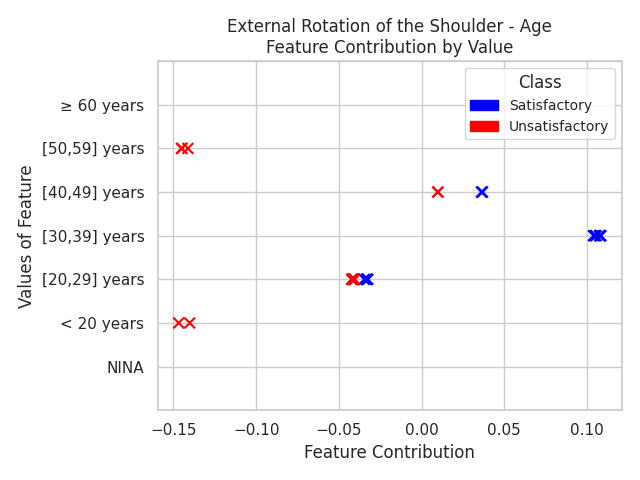 External Rotation of the Shoulder - Age
Feature Contribution by Value
Class
Satisfactory
Unsatisfactory
Values of Feature
≥ 60 years
[50,59] years
[40,49] years
[30,39] years
[20,29] years
< 20 years
NINA
−0.15
−0.10
−0.05
0.00
0.05
0.10
Feature Contribution